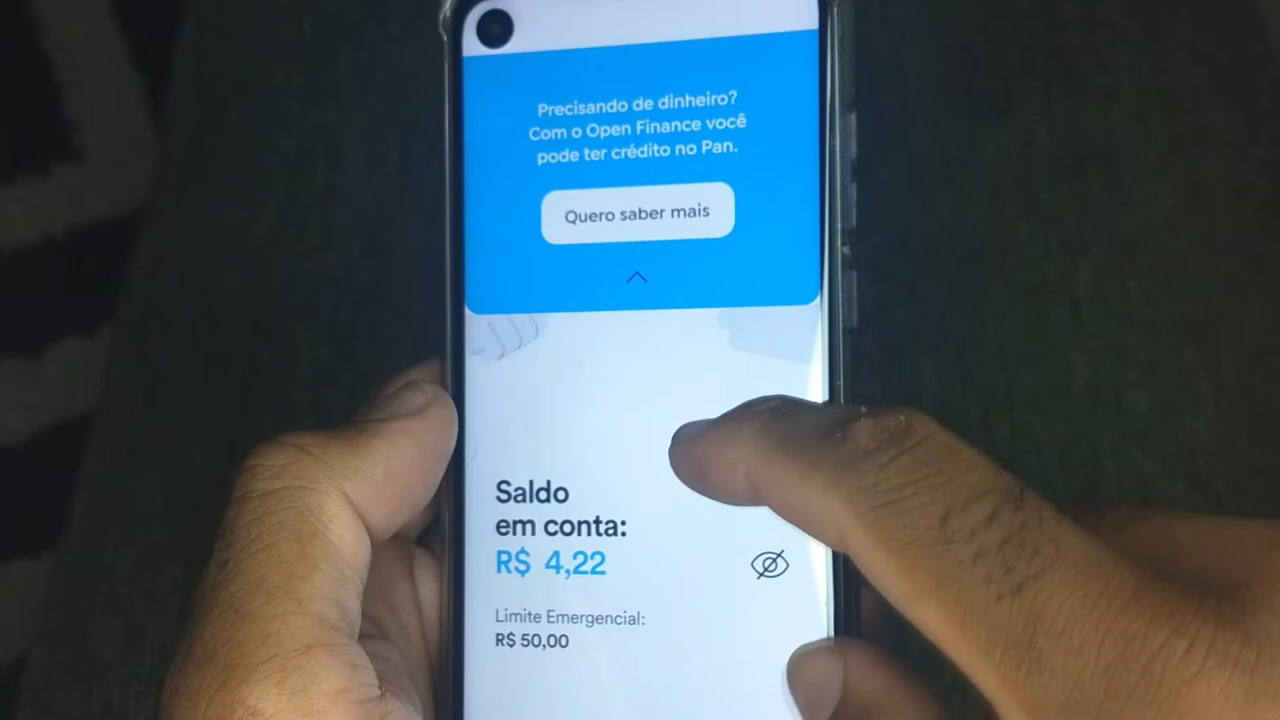 Precisando de dinheiro?
Com o Open Finance você
pode ter crédito no Pan.
Quero saber mais
Saldo
em conta:
R$ 4,22
Limite Emergencial:
R$ 50,00